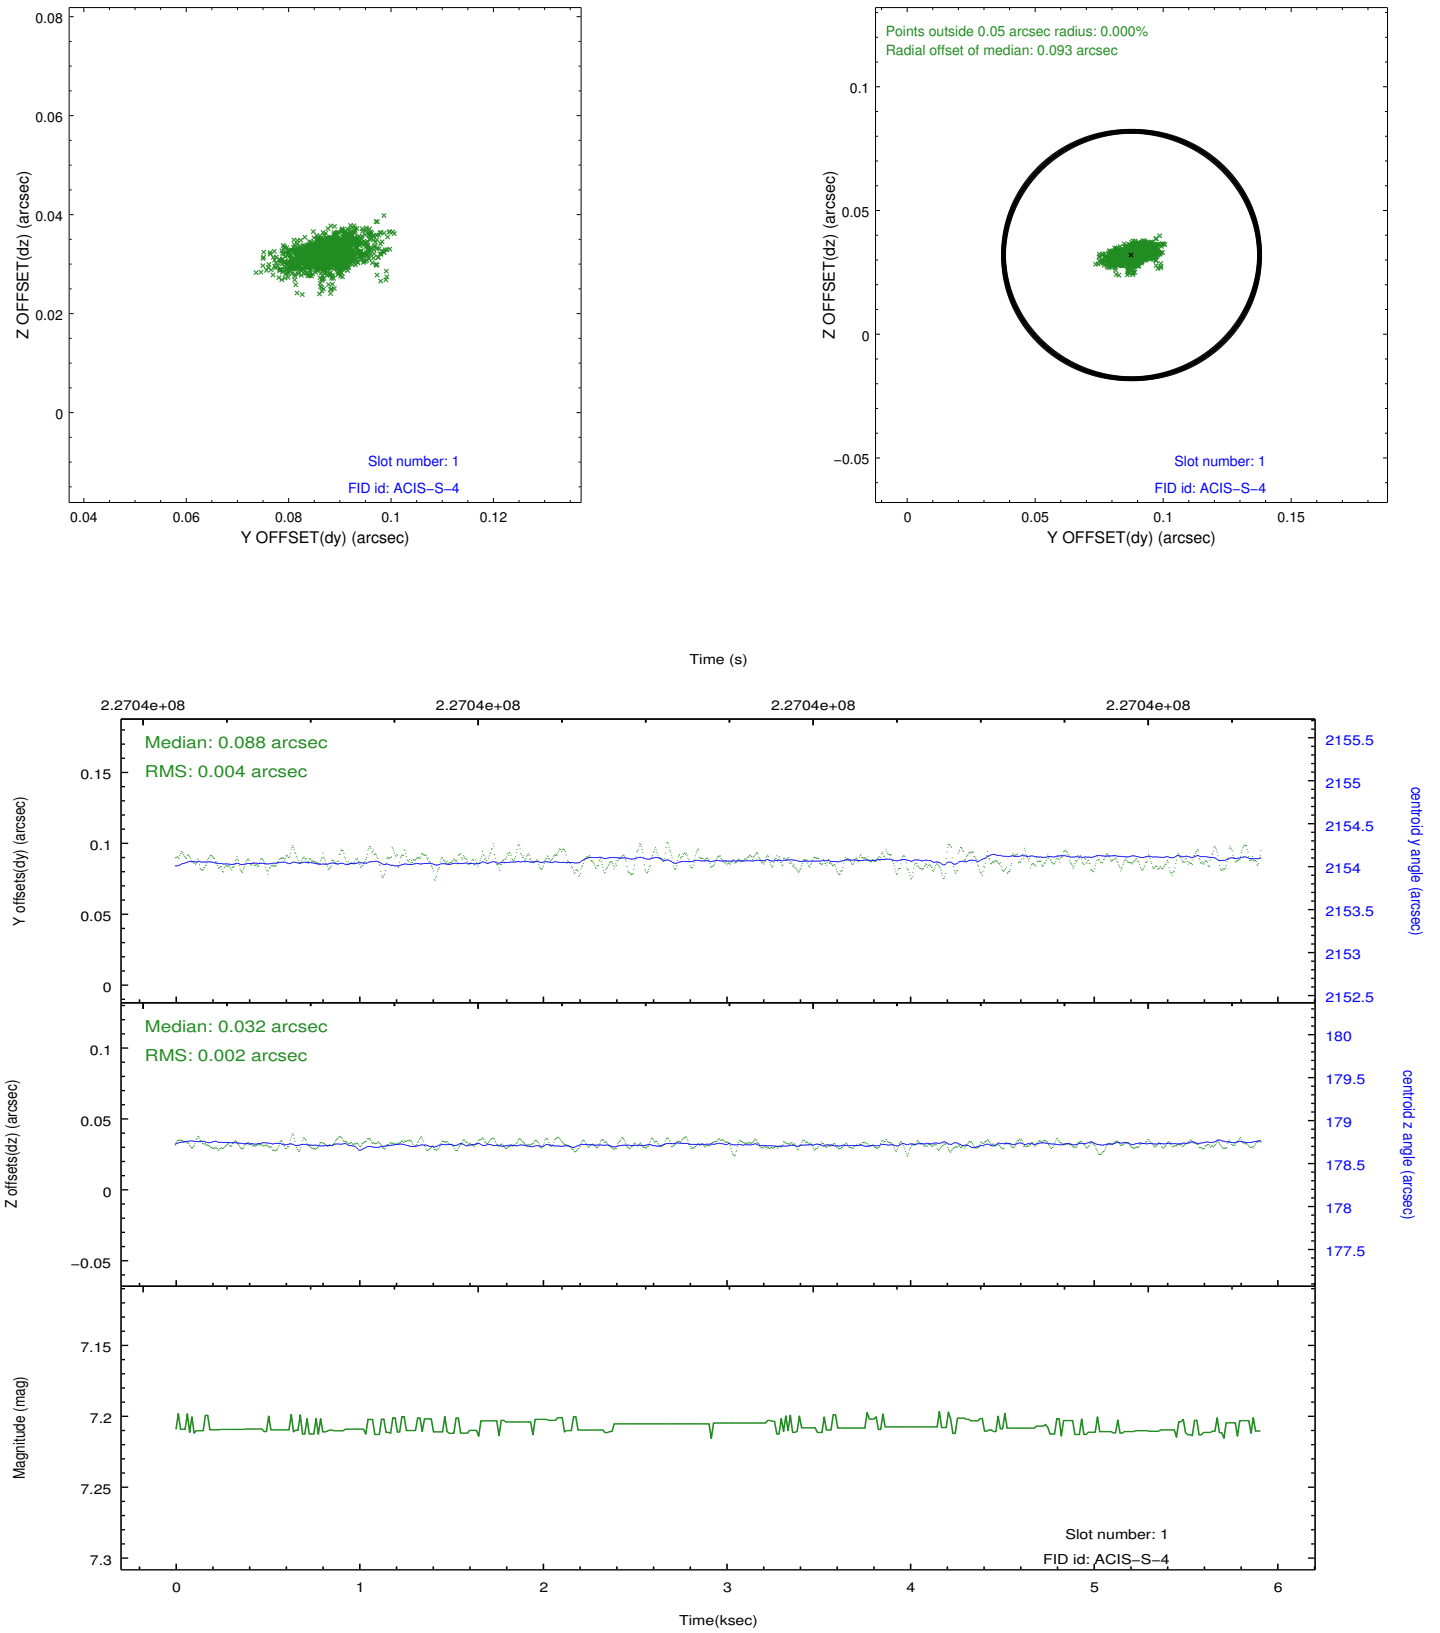 0.08
0.06
0.04
0.02
0
Z OFFSET(dz) (arcsec)
Slot number: 1
FID id: ACIS−S−4
0.04 0.06 0.08 0.1 0.12
Y OFFSET(dy) (arcsec)
Points outside 0.05 arcsec radius: 0.000%
Radial offset of median: 0.093 arcsec
0.1
0.05
0
−0.05
Z OFFSET(dz) (arcsec)
Slot number: 1
FID id: ACIS−S−4
0 0.05 0.1 0.15
Y OFFSET(dy) (arcsec)
Time (s)
2.2704e+08 2.2704e+08 2.2704e+08 2.2704e+08
Median: 0.088 arcsec
RMS: 0.004 arcsec
0.15
0.1
0.05
0
Y offsets(dy) (arcsec)
2155.5
2155
2154.5
2154
2153.5
2153
2152.5
centroid y angle (arcsec)
Median: 0.032 arcsec
RMS: 0.002 arcsec
0.1
0.05
0
−0.05
Z offsets(dz) (arcsec)
180
179.5
179
178.5
178
177.5
centroid z angle (arcsec)
7.15
7.2
7.25
7.3
Magnitude (mag)
Slot number: 1
FID id: ACIS−S−4
0 1 2 3 4 5 6
Time(ksec)